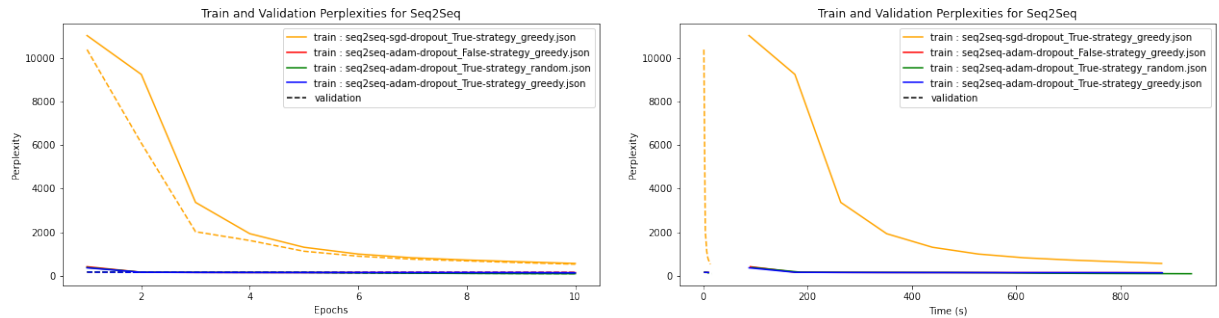 Train and Validation Perplexities for Seq2Seq
10000
8000
6000
4000
2000
0
Perplexity
2
4
6
8
10
Epochs
train : seq2seq-sgd-dropout_True-strategy_greedy.json
train : seq2seq-adam-dropout_False-strategy_greedy.json
train : seq2seq-adam-dropout_True-strategy_random.json
train : seq2seq-adam-dropout_True-strategy_greedy.json
validation
Train and Validation Perplexities for Seq2Seq
10000
8000
6000
4000
2000
0
Perplexity
0
200
400
600
800
Time (s)
train : seq2seq-sgd-dropout_True-strategy_greedy.json
train : seq2seq-adam-dropout_False-strategy_greedy.json
train : seq2seq-adam-dropout_True-strategy_random.json
train : seq2seq-adam-dropout_True-strategy_greedy.json
validation